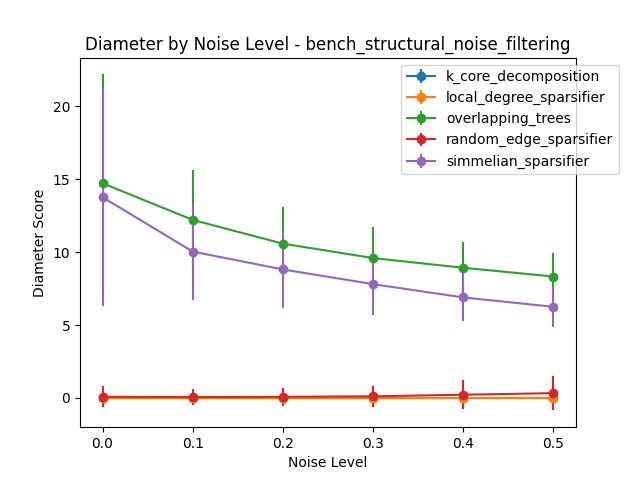 Diameter by Noise Level - bench_structural_noise_filtering
k_core_decomposition
local_degree_sparsifier
overlapping_trees
random_edge_sparsifier
simmelian_sparsifier
Diameter Score
20
15
10
5
0
0.0 0.1 0.2 0.3 0.4 0.5
Noise Level